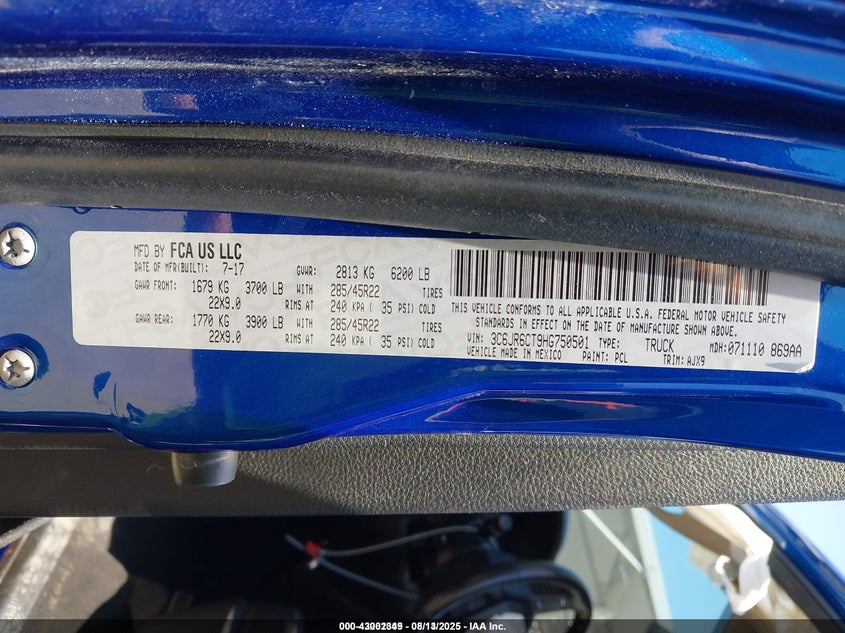 MFD BY FCA US LLC
DATE OF MFR(BUILT): 7-17 GVWR: 2813 KG 6200 LB
GAWR FRONT: 1679 KG 3700 LB WITH 285/45R22 TIRES
22X9.0 RIMS AT 240 KPA ( 35 PSI) COLD
GAWR REAR: 1770 KG 3900 LB WITH 285/45R22 TIRES
22X9.0 RIMS AT 240 KPA ( 35 PSI) COLD
THIS VEHICLE CONFORMS TO ALL APPLICABLE U.S.A. FEDERAL MOTOR VEHICLE SAFETY
STANDARDS IN EFFECT ON THE DATE OF MANUFACTURE SHOWN ABOVE.
VIN: 3C6JR6CT9HG750501 TYPE: TRUCK MDH: 071110 869AA
VEHICLE MADE IN MEXICO PAINT: PCL TRIM: AJX9
08/13/2025 - IAA Inc.